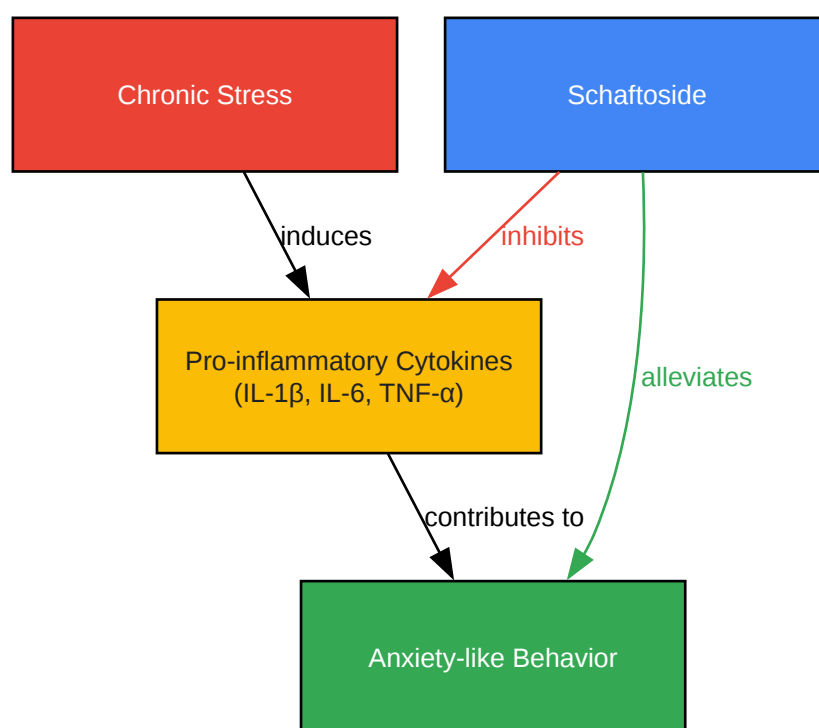 Chronic Stress
Schaftoside
induces
inhibits
Pro-inflammatory Cytokines
(IL-1β, IL-6, TNF-α)
alleviates
contributes to
Anxiety-like Behavior